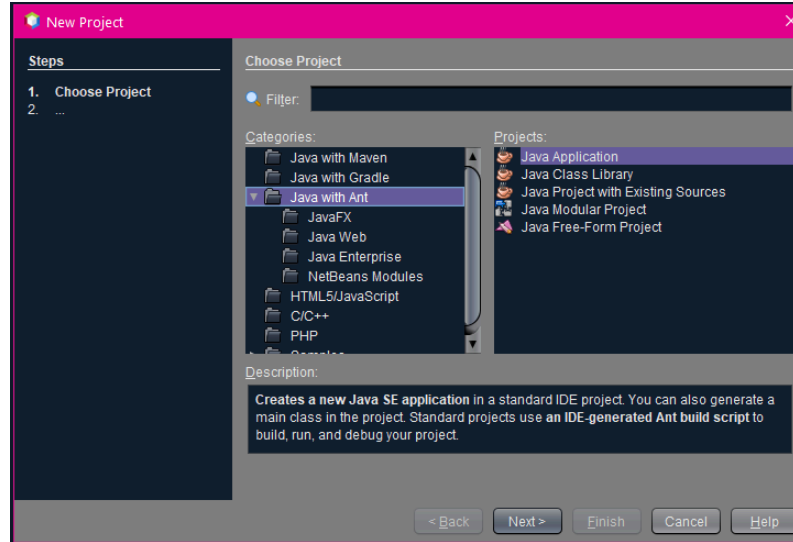 New Project
Steps
1. Choose Project
2. ...
Choose Project
Filter:
Categories:
Java with Maven
Java with Gradle
Java with Ant
JavaFX
Java Web
Java Enterprise
NetBeans Modules
HTML5/JavaScript
C/C++
PHP
Samples
Projects:
Java Application
Java Class Library
Java Project with Existing Sources
Java Modular Project
Java Free-Form Project
Description:
Creates a new Java SE application in a standard IDE project. You can also generate a
main class in the project. Standard projects use an IDE-generated Ant build script to
build, run, and debug your project.
< Back
Next >
Finish
Cancel
Help